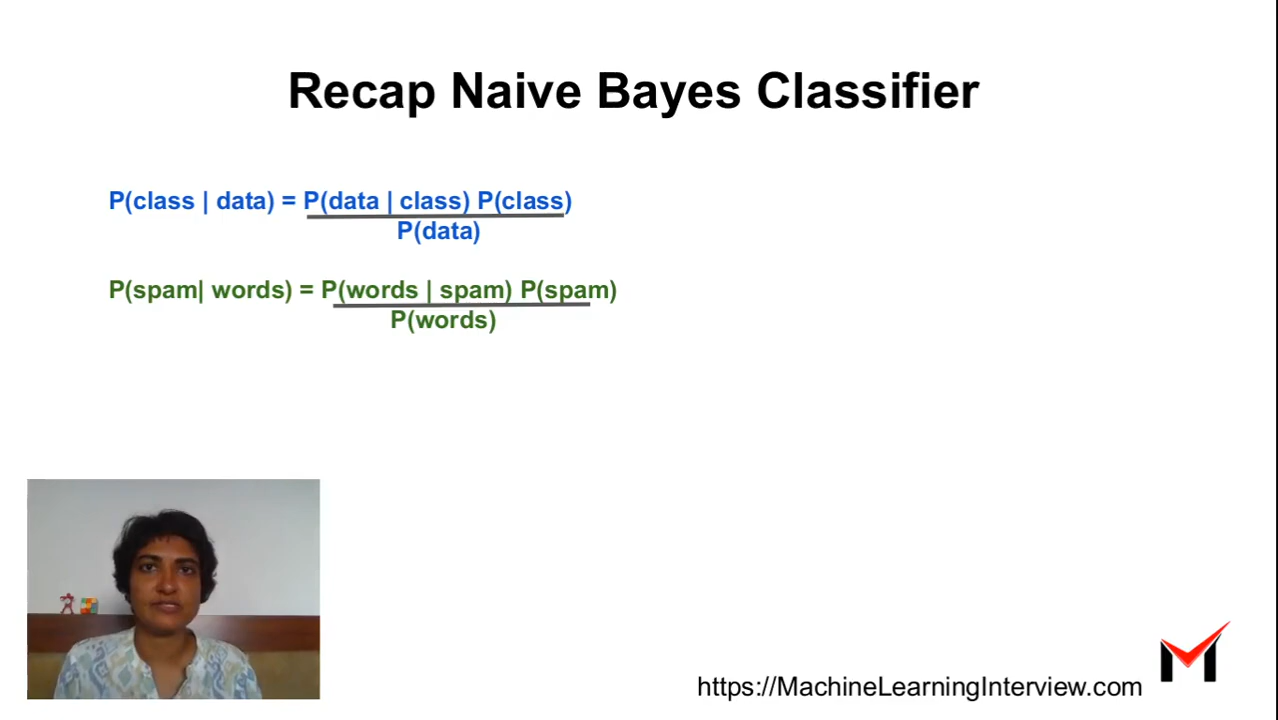 Recap Naive Bayes Classifier
P(class | data) = P(data | class) P(class)
P(data)
P(spam| words) = P(words | spam) P(spam)
P(words)
https://MachineLearningInterview.com